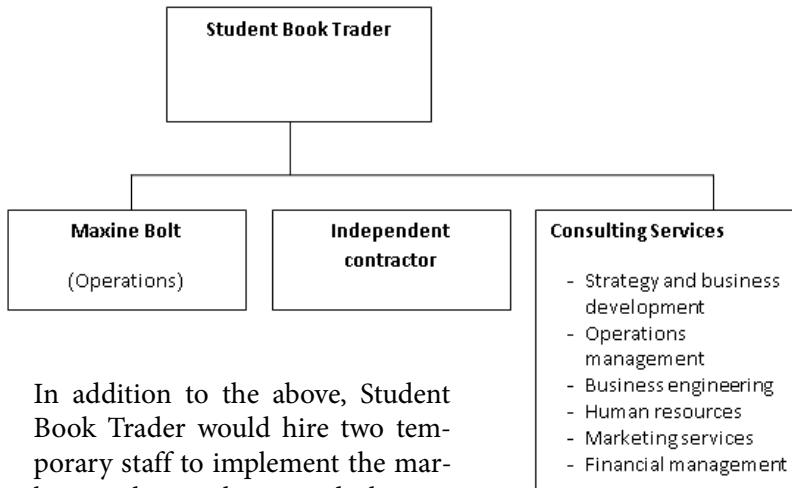 Student Book Trader
Maxine Bolt
(Operations)
Independent
contractor
Consulting Services
- Strategy and business
development
- Operations
management
- Business engineering
- Human resources
- Marketing services
- Financial management
In addition to the above, Student
Book Trader would hire two tem-
porary staff to implement the mar-